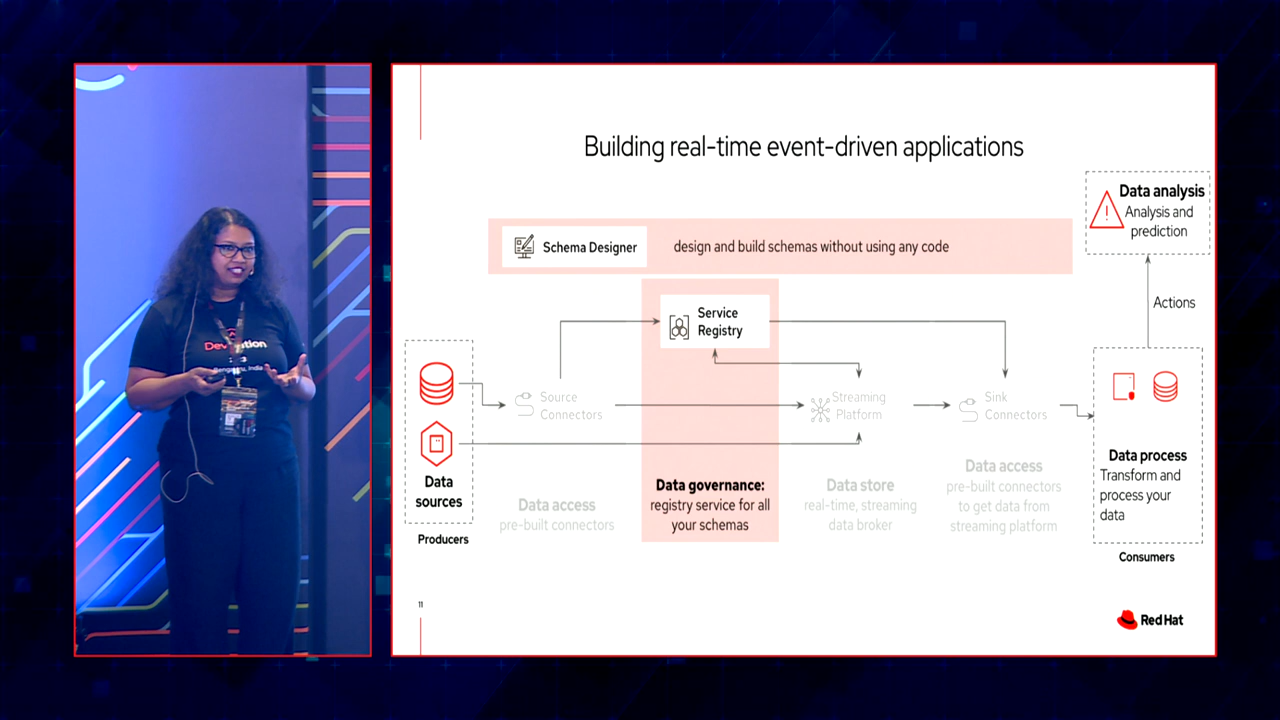 Building real-time event-driven applications
Data analysis
Analysis and
prediction
Schema Designer
design and build schemas without using any code
Actions
Service
Registry
Source
Connectors
Streaming
Platform
Sink
Connectors
Data
sources
Producers
Data access
pre-built connectors
Data governance:
registry service for all
your schemas
Data store
real-time, streaming
data broker
Data access
pre-built connectors
to get data from
streaming platform
Data process
Transform and
process your
data
Consumers
11
Red Hat
Bengaluru, India